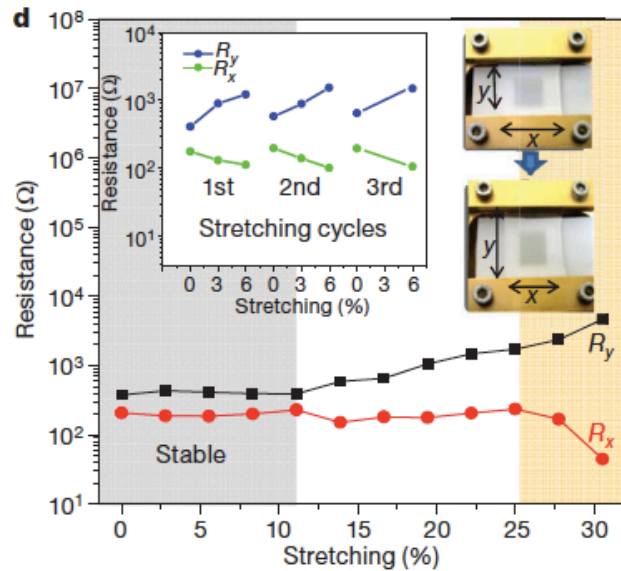 d
10⁸
10⁷
10⁶
10⁵
10⁴
10³
10²
10¹
Resistance (Ω)
Resistance (Ω)
10³
10²
10¹
R_y
R_x
1st 2nd 3rd
Stretching cycles
0 3 6 0 3 6 0 3 6
Stretching (%)
y
x
y
x
R_y
R_x
Stable
0 5 10 15 20 25 30
Stretching (%)